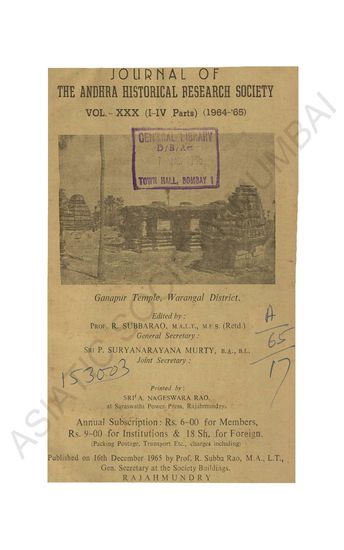 JOURNAL OF
THE ANDHRA HISTORICAL RESEARCH SOCIETY
VOL.- XXX (I-IV Parts) (1964-'65)
CENTRAL LIBRARY
TOWN HALL, BOMBAY 1
Ganapur Temple, Warangal District.
Edited by :
PROF. R. SUBBARAO, M.A., L.T., M.E.S. (Retd.)
General Secretary :
SRI P. SURYANARAYANA MURTY, B.A., B.L.
Joint Secretary :
A
65
17
153003
Printed by :
SRI A. NAGESWARA RAO,
at Saraswathi Power Press, Rajahmundry.
Annual Subscription: Rs. 6-00 for Members,
Rs. 9-00 for Institutions & 18 Sh. for Foreign.
(Packing Postage, Transport Etc., charges including)
Published on 16th December 1965 by Prof. R. Subba Rao, M.A., L.T.,
Gen. Secretary at the Society Buildings.
RAJAHMUNDRY
ASIATIC SOCIETY MUMBAI